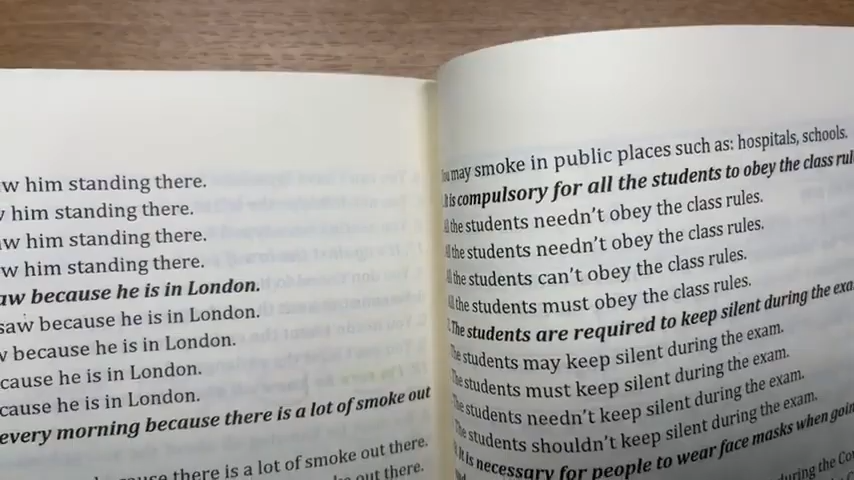 him standing there.
him standing there.
him standing there.
him standing there.
because he is in London.
saw because he is in London.
because he is in London.
he is in London.
he is in London.
every morning because there is a lot of smoke out
there is a lot of smoke out there.
out there.
may smoke in public places such as: hospitals, schools.
is compulsory for all the students to obey the class
the students needn't obey the class rules.
the students needn't obey the class rules.
the students can't obey the class rules.
the students must obey the class rules.
The students are required to keep silent during the
The students may keep silent during the exam.
The students must keep silent during the exam.
The students needn't keep silent during the exam.
The students shouldn't keep silent during the exam.
It is necessary for people to wear face masks when
during the